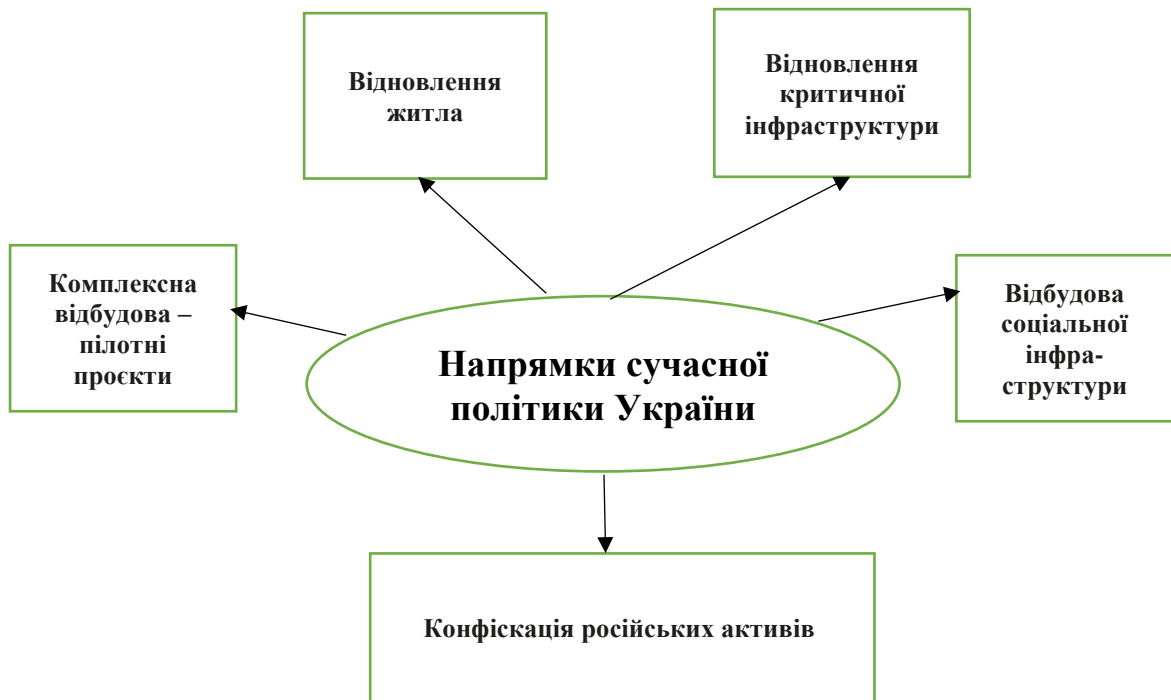 Відновлення
житла
Відновлення
критичної
інфраструктури
Комплексна
відбудова –
пілотні
проєкти
Напрямки сучасної
політики України
Відбудова
соціальної
інфра-
структури
Конфіскація російських активів